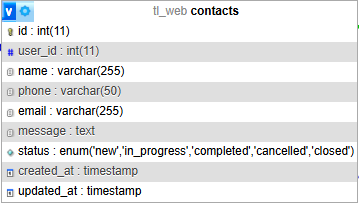 v tl_web contacts
id : int(11)
# user_id : int(11)
name : varchar(255)
phone : varchar(50)
email : varchar(255)
message : text
status : enum('new','in_progress','completed','cancelled','closed')
created_at : timestamp
updated_at : timestamp